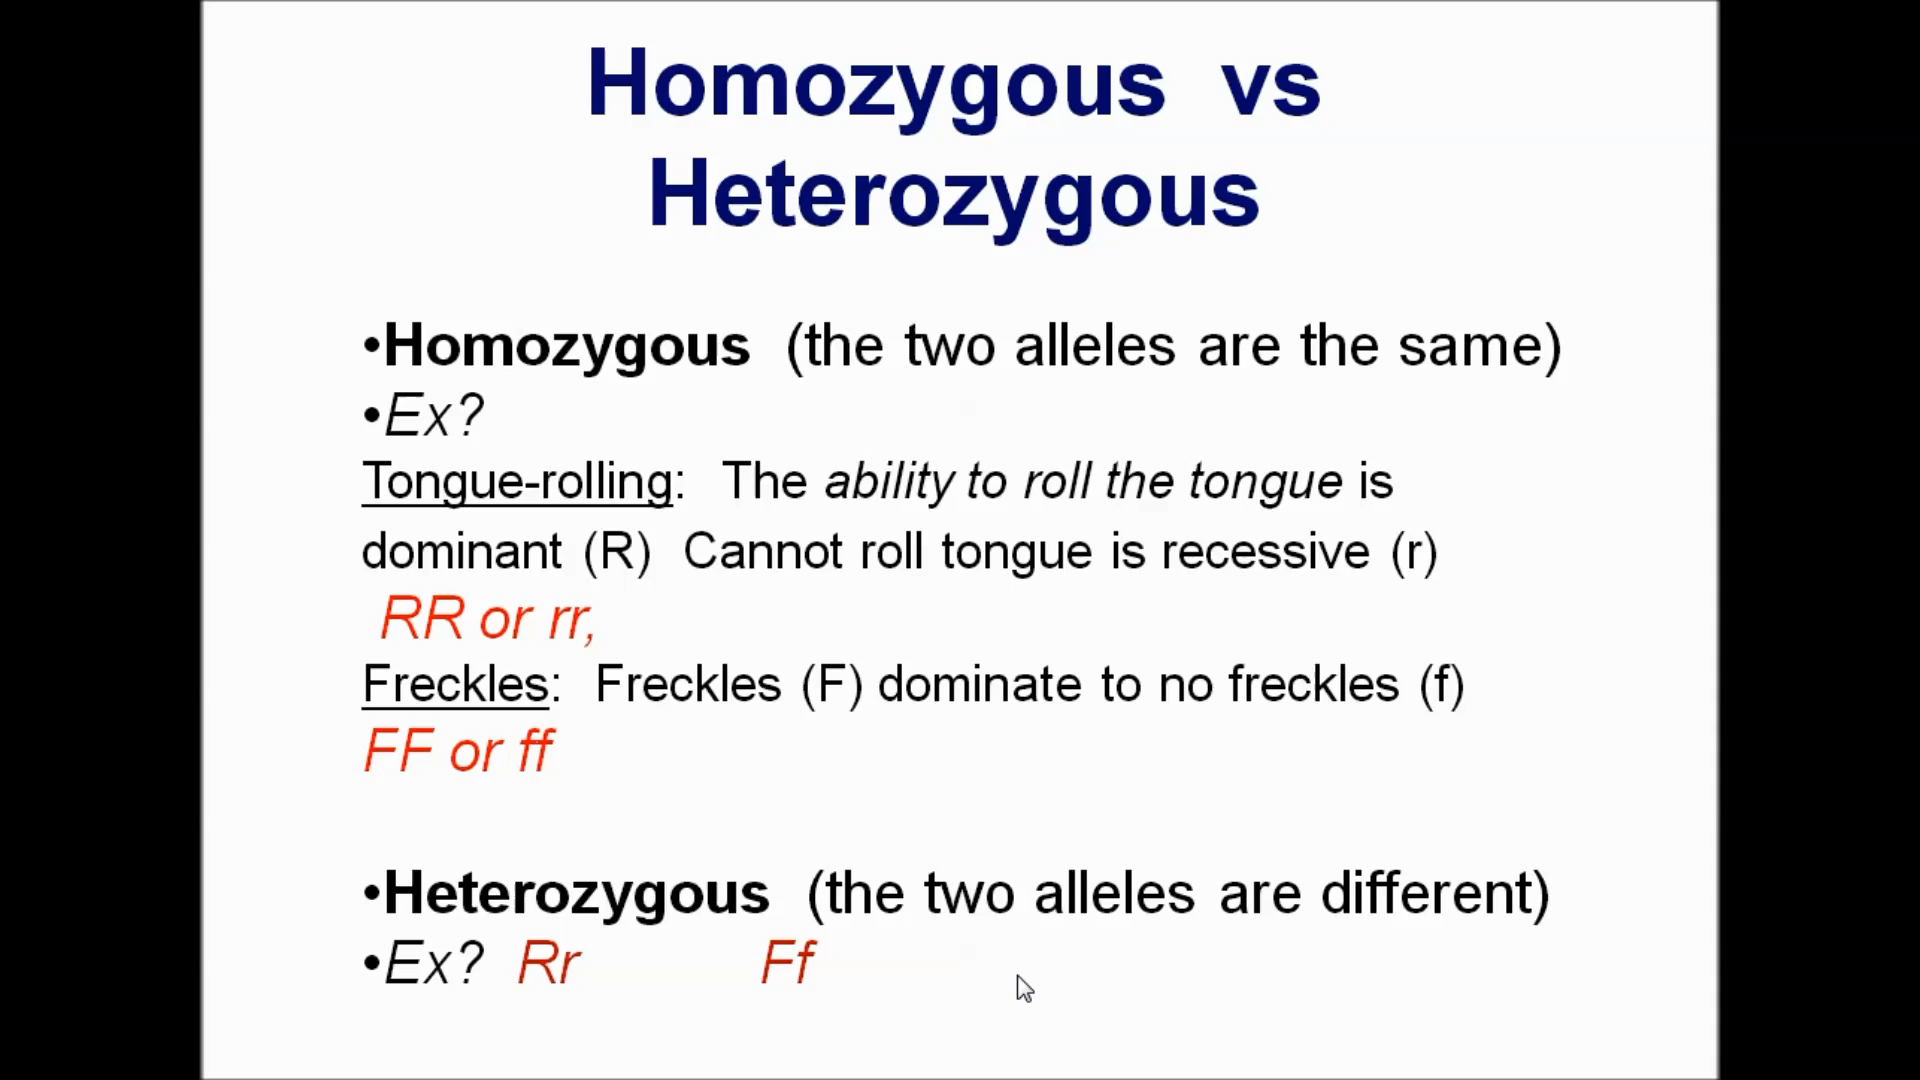 Homozygous vs
Heterozygous
•Homozygous (the two alleles are the same)
•Ex?
Tongue-rolling: The ability to roll the tongue is
dominant (R) Cannot roll tongue is recessive (r)
RR or rr,
Freckles: Freckles (F) dominate to no freckles (f)
FF or ff
•Heterozygous (the two alleles are different)
•Ex? Rr Ff